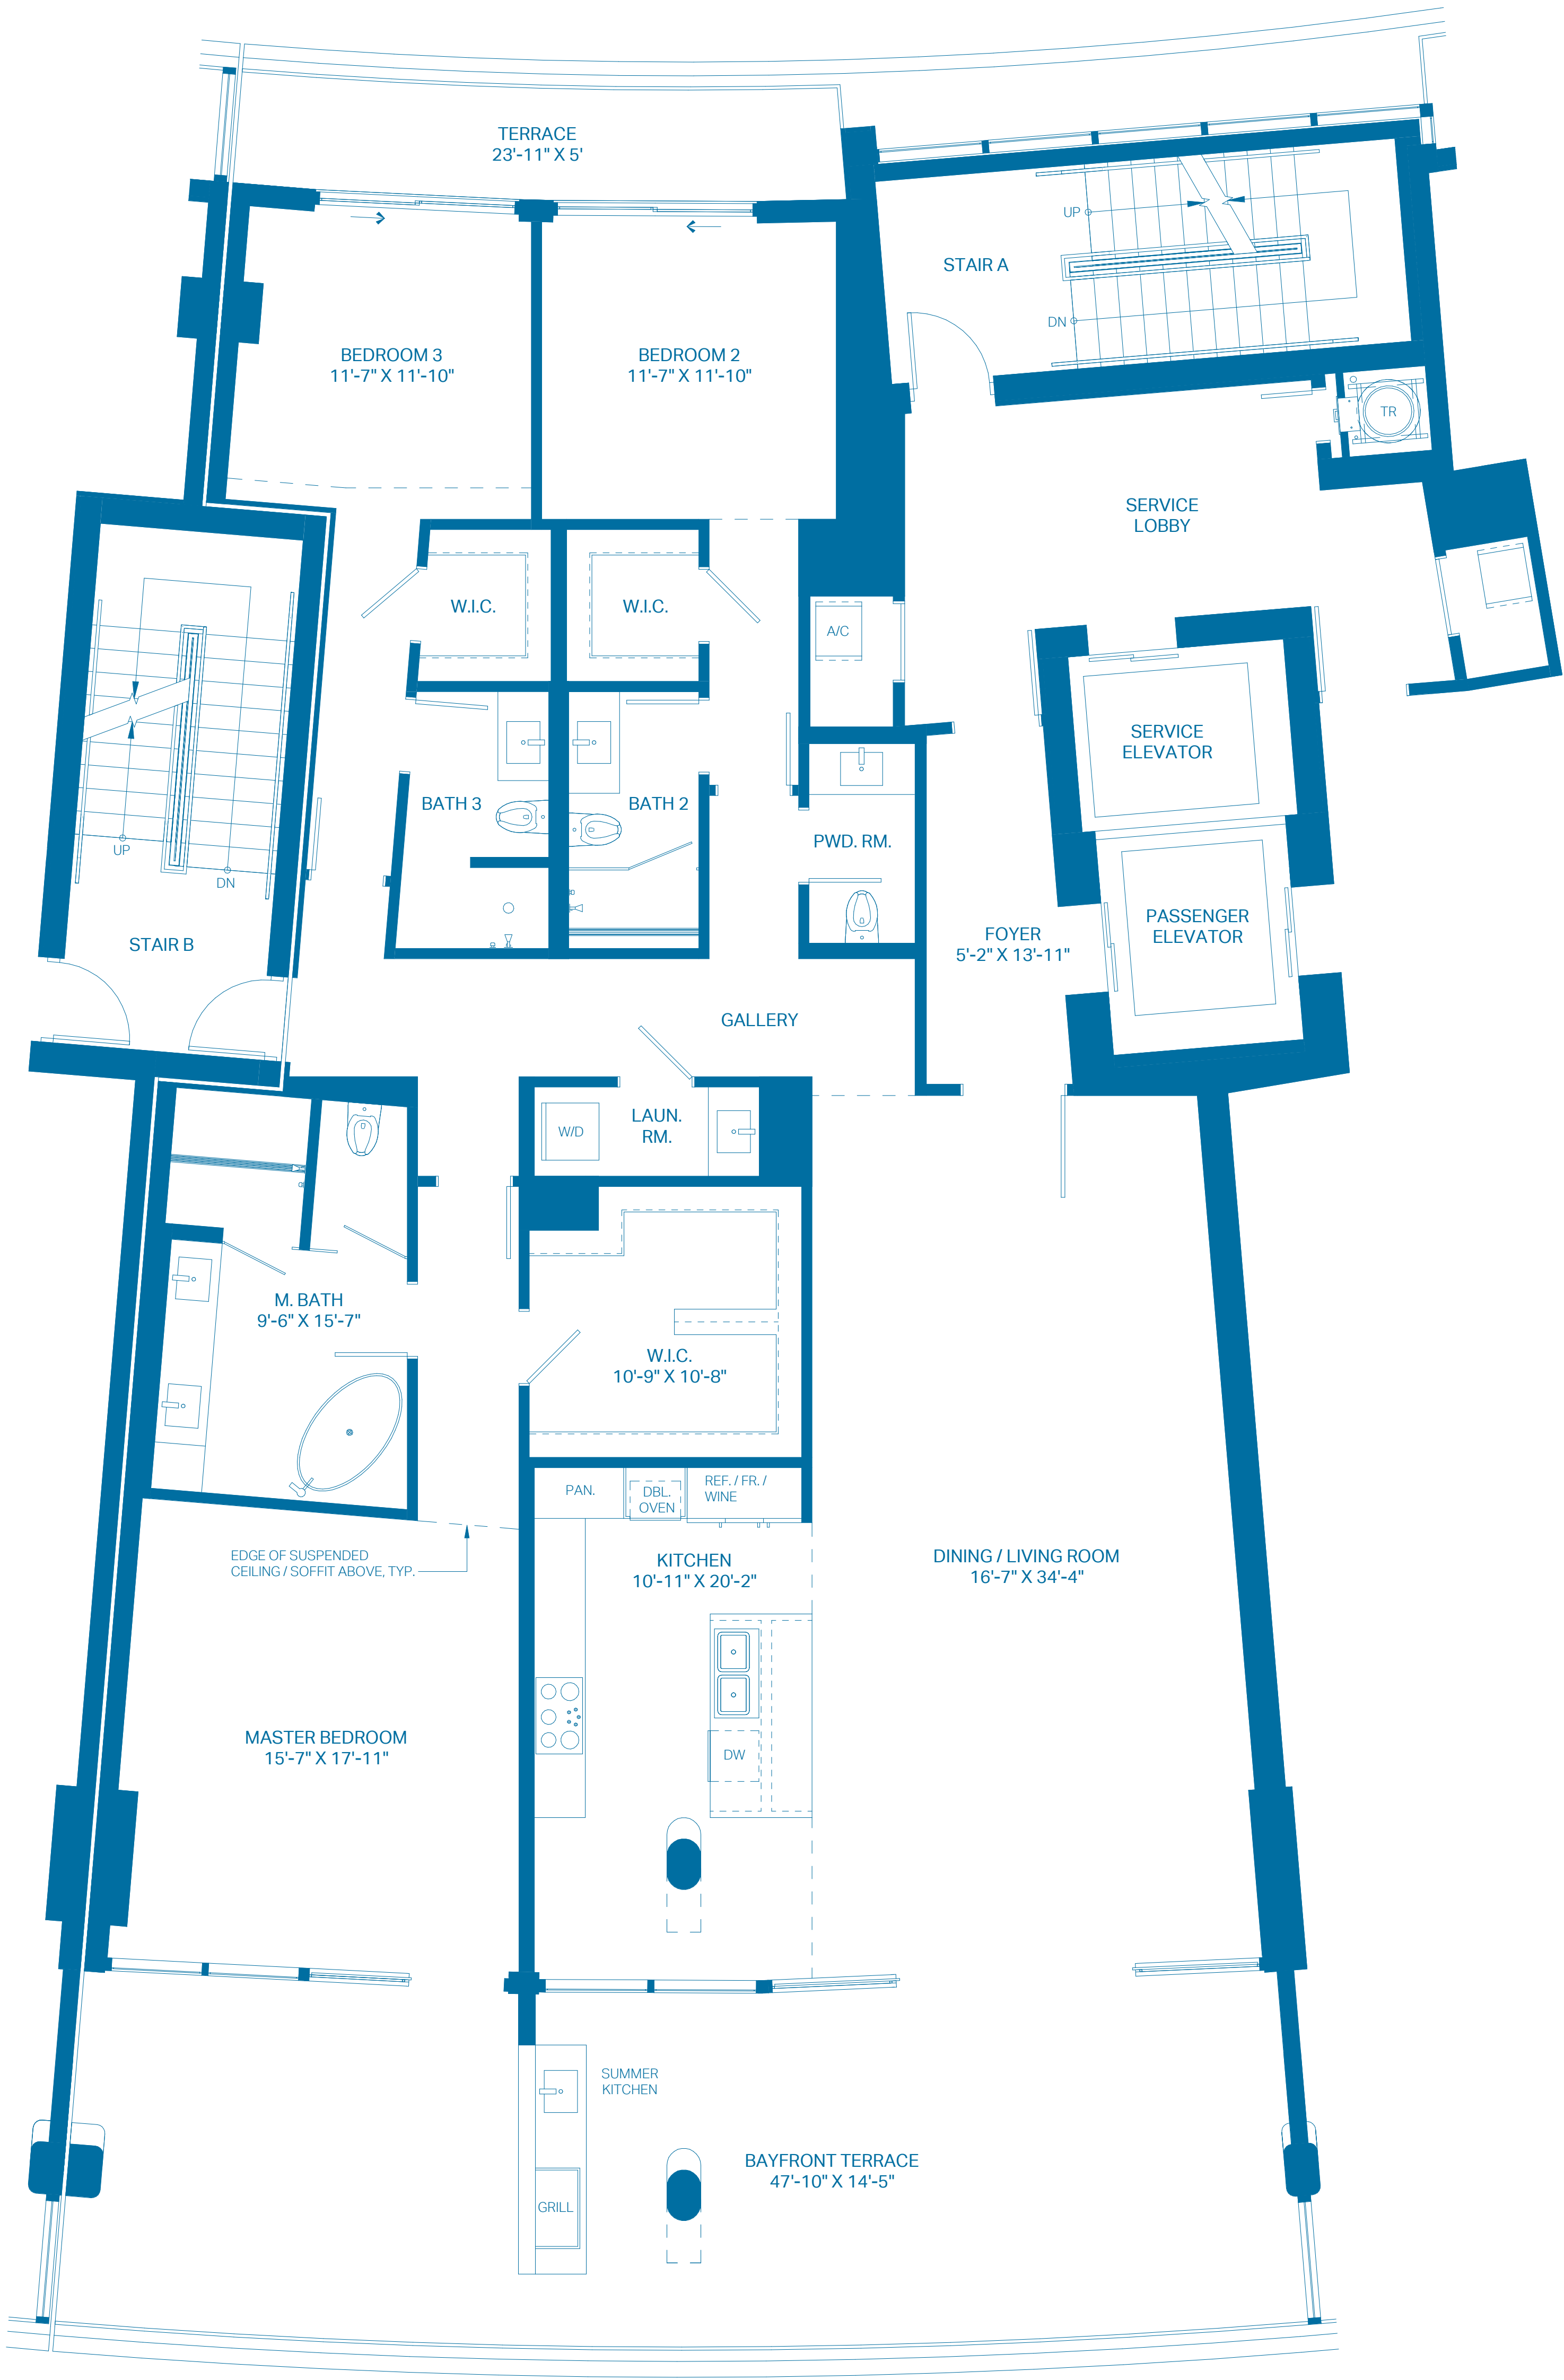 TERRACE
23'-11" X 5'
UP
STAIR A
DN
BEDROOM 3
11'-7" X 11'-10"
BEDROOM 2
11'-7" X 11'-10"
TR
SERVICE
LOBBY
W.I.C.
W.I.C.
A/C
SERVICE
ELEVATOR
BATH 3
BATH 2
PWD. RM.
UP
DN
STAIR B
FOYER
5'-2" X 13'-11"
PASSENGER
ELEVATOR
GALLERY
W/D
LAUN.
RM.
M. BATH
9'-6" X 15'-7"
W.I.C.
10'-9" X 10'-8"
PAN.
DBL.
OVEN
REF. / FR. /
WINE
EDGE OF SUSPENDED
CEILING / SOFFIT ABOVE, TYP.
KITCHEN
10'-11" X 20'-2"
DINING / LIVING ROOM
16'-7" X 34'-4"
MASTER BEDROOM
15'-7" X 17'-11"
DW
SUMMER
KITCHEN
BAYFRONT TERRACE
47'-10" X 14'-5"
GRILL